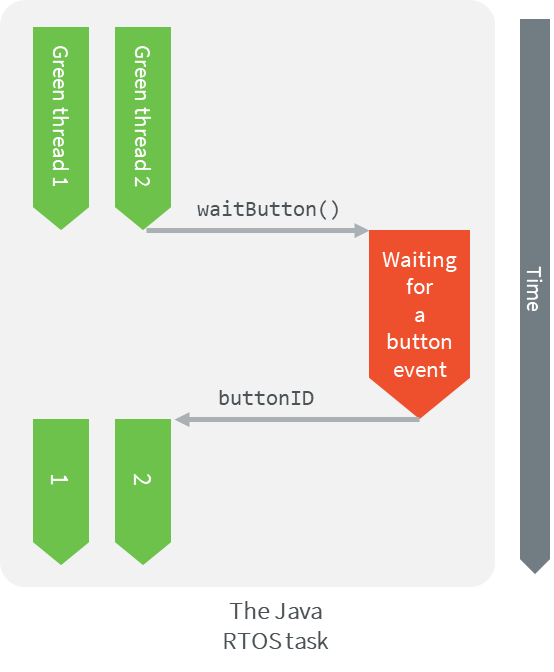 Green thread 1
Green thread 2
waitButton()
Waiting
for
a
button
event
Time
buttonID
1
2
The Java
RTOS task